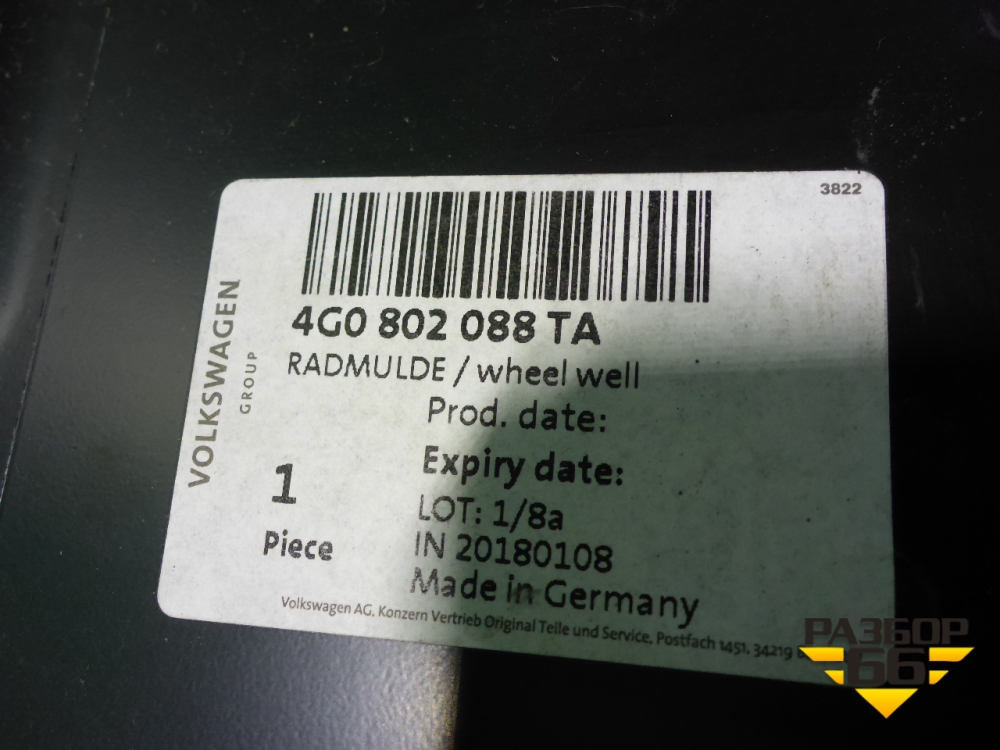 3822
4G0 802 088 TA
RADMULDE / wheel well
Prod. date:
Expiry date:
LOT: 1/8a
IN 20180108
Made in Germany
1
Piece
VOLKSWAGEN
GROUP
Volkswagen AG, Konzern Vertrieb Original Teile und Service, Postfach 1451, 34219
РАЗБОР
66